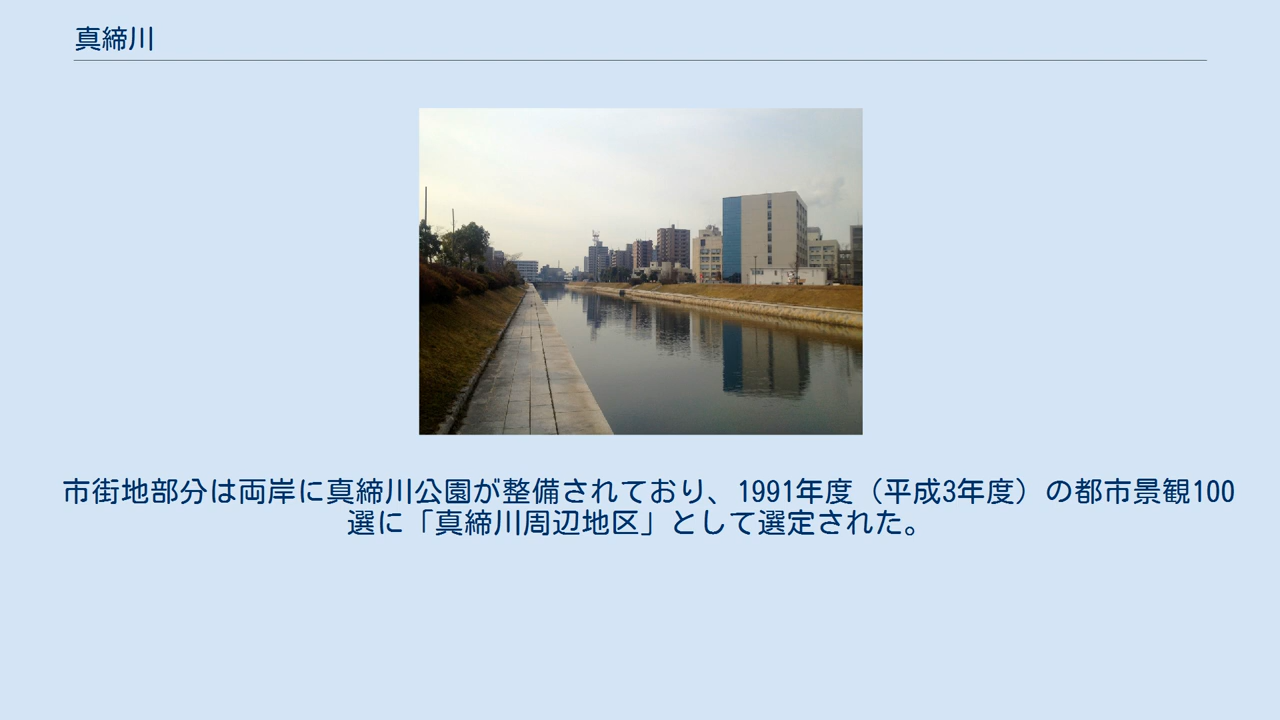 真締川
市街地部分は両岸に真締川公園が整備されており、1991年度（平成3年度）の都市景観100
選に「真締川周辺地区」として選定された。